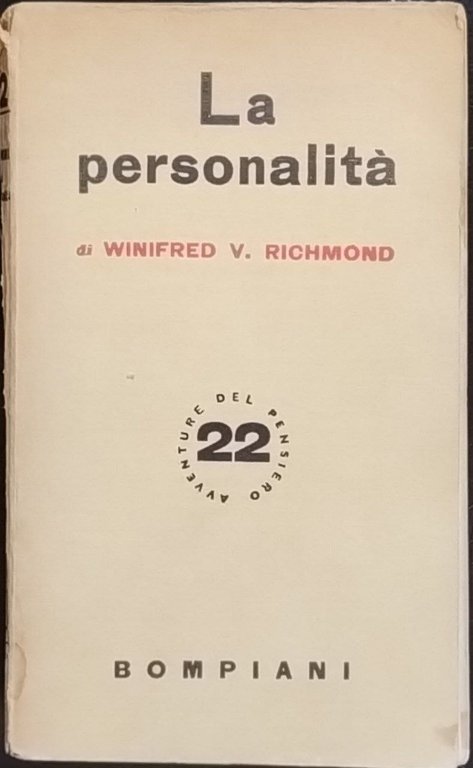 La
personalità
di WINIFRED V. RICHMOND
AVVENTURE DEL PENSIERO
22
BOMPIANI